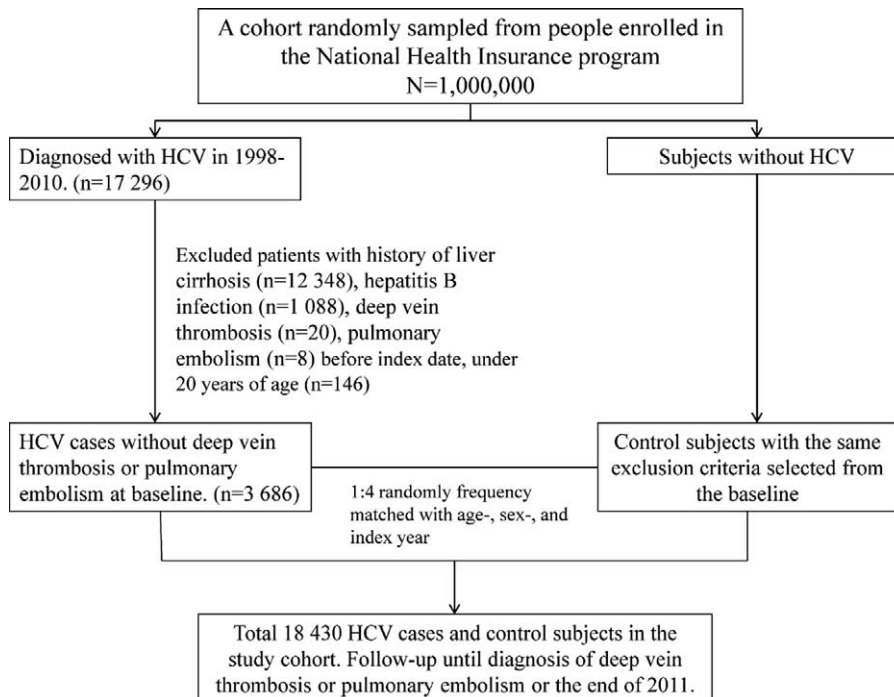 A cohort randomly sampled from people enrolled in
the National Health Insurance program
N=1,000,000
Diagnosed with HCV in 1998-
2010. (n=17 296)
Subjects without HCV
Excluded patients with history of liver
cirrhosis (n=12 348), hepatitis B
infection (n=1 088), deep vein
thrombosis (n=20), pulmonary
embolism (n=8) before index date, under
20 years of age (n=146)
HCV cases without deep vein
thrombosis or pulmonary
embolism at baseline. (n=3 686)
Control subjects with the same
exclusion criteria selected from
the baseline
1:4 randomly frequency
matched with age-, sex-, and
index year
Total 18 430 HCV cases and control subjects in the
study cohort. Follow-up until diagnosis of deep vein
thrombosis or pulmonary embolism or the end of 2011.